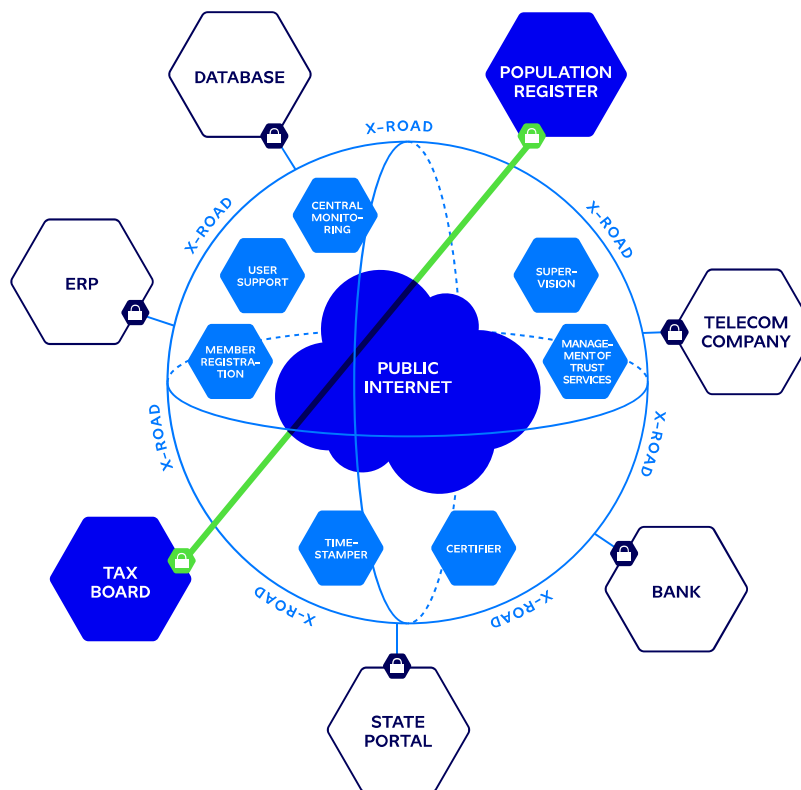 DATABASE
POPULATION
REGISTER
X-ROAD
X-ROAD
X-ROAD
CENTRAL
MONITO-
RING
USER
SUPPORT
SUPER-
VISION
ERP
TELECOM
COMPANY
MEMBER
REGISTRA-
TION
PUBLIC
INTERNET
MANAGE-
MENT OF
TRUST
SERVICES
X-ROAD
X-ROAD
TIME-
STAMPER
CERTIFIER
TAX
BOARD
BANK
X-ROAD
X-ROAD
STATE
PORTAL